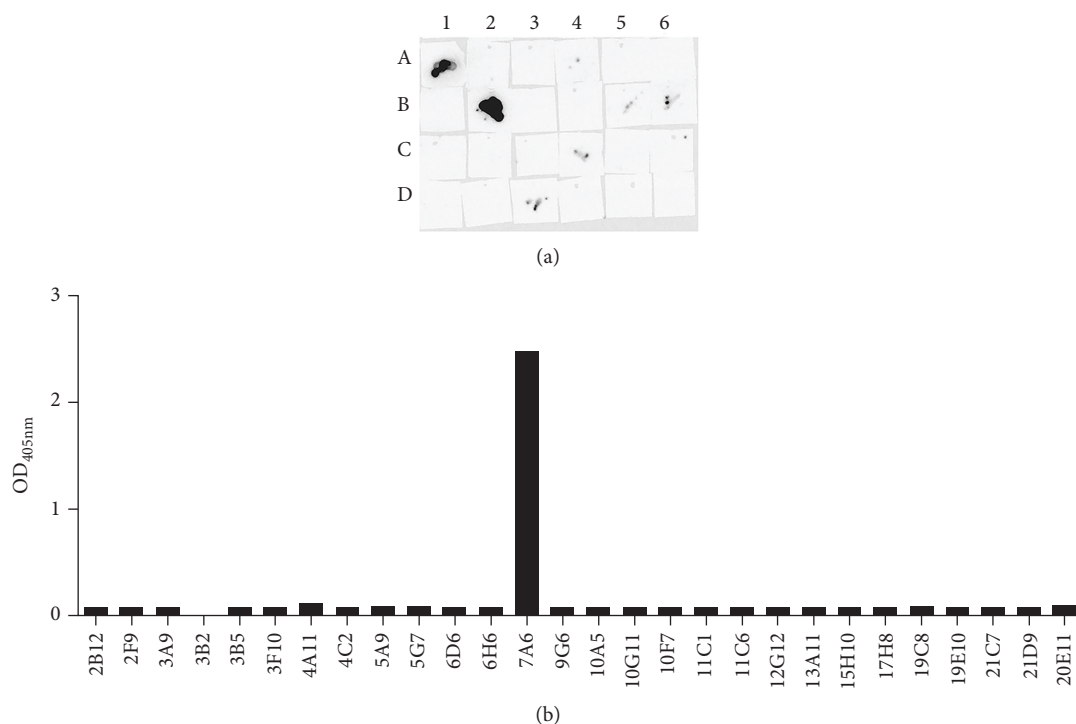 1 2 3 4 5 6
A
B
C
D
(a)
3
2
1
0
OD405nm
2B12 2F9 3A9 3B2 3B5 3F10 4A11 4C2 5A9 5G7 6D6 6H6 7A6 9G6 10A5 10G11 10F7 11C1 11C6 12G12 13A11 15H10 17H8 19C8 19E10 21C7 21D9 20E11
(b)